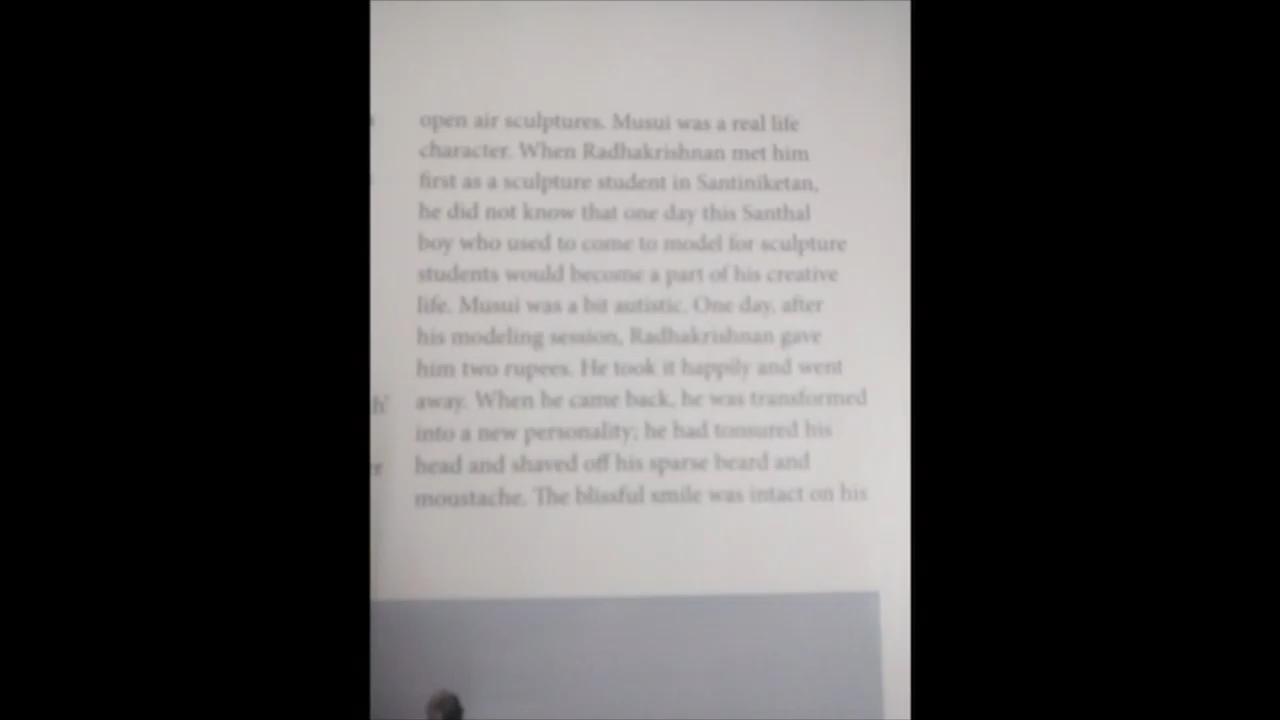 open air sculptures. Musui was a real life
character. When Radhakrishnan met him
first as a sculpture student in Santiniketan,
he did not know that one day this Santhal
boy who used to come to model for sculpture
students would become a part of his creative
life. Musui was a bit autistic. One day, after
his modeling session, Radhakrishnan gave
him two rupees. He took it happily and went
away. When he came back, he was transformed
into a new personality; he had tonsured his
head and shaved off his sparse beard and
moustache. The blissful smile was intact on his